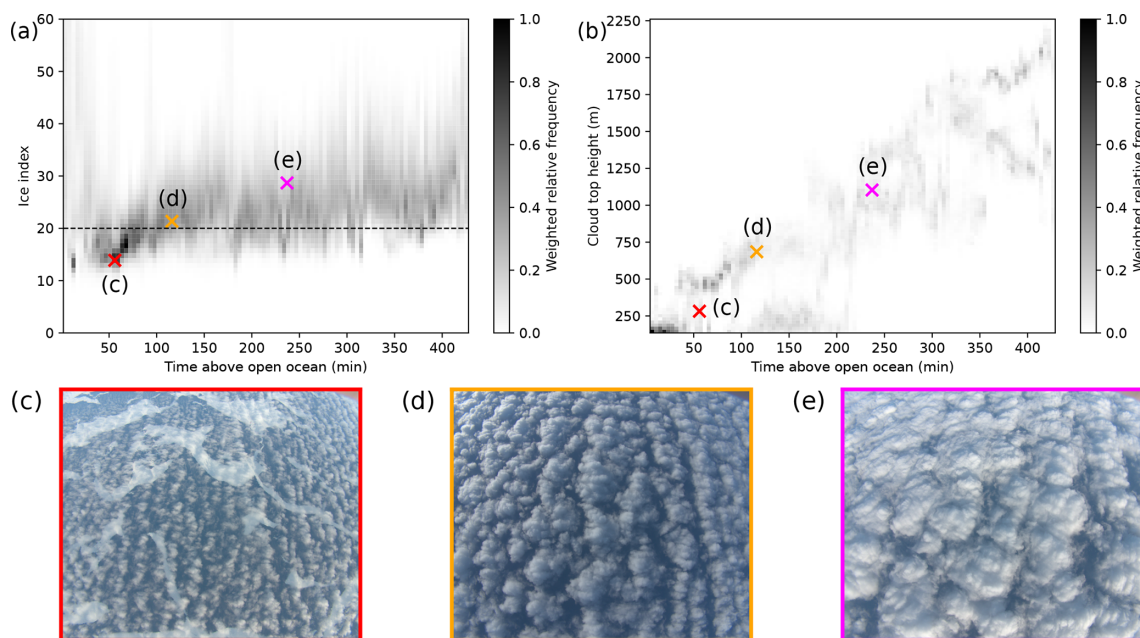 (a)
60
50
40
30
20
10
0
Ice index
50 100 150 200 250 300 350 400
Time above open ocean (min)
(c)
(d)
(e)
1.0
0.8
0.6
0.4
0.2
0.0
Weighted relative frequency
(b)
2250
2000
1750
1500
1250
1000
750
500
250
Cloud top height (m)
50 100 150 200 250 300 350 400
Time above open ocean (min)
(c)
(d)
(e)
1.0
0.8
0.6
0.4
0.2
0.0
Weighted relative frequency
(c)
(d)
(e)